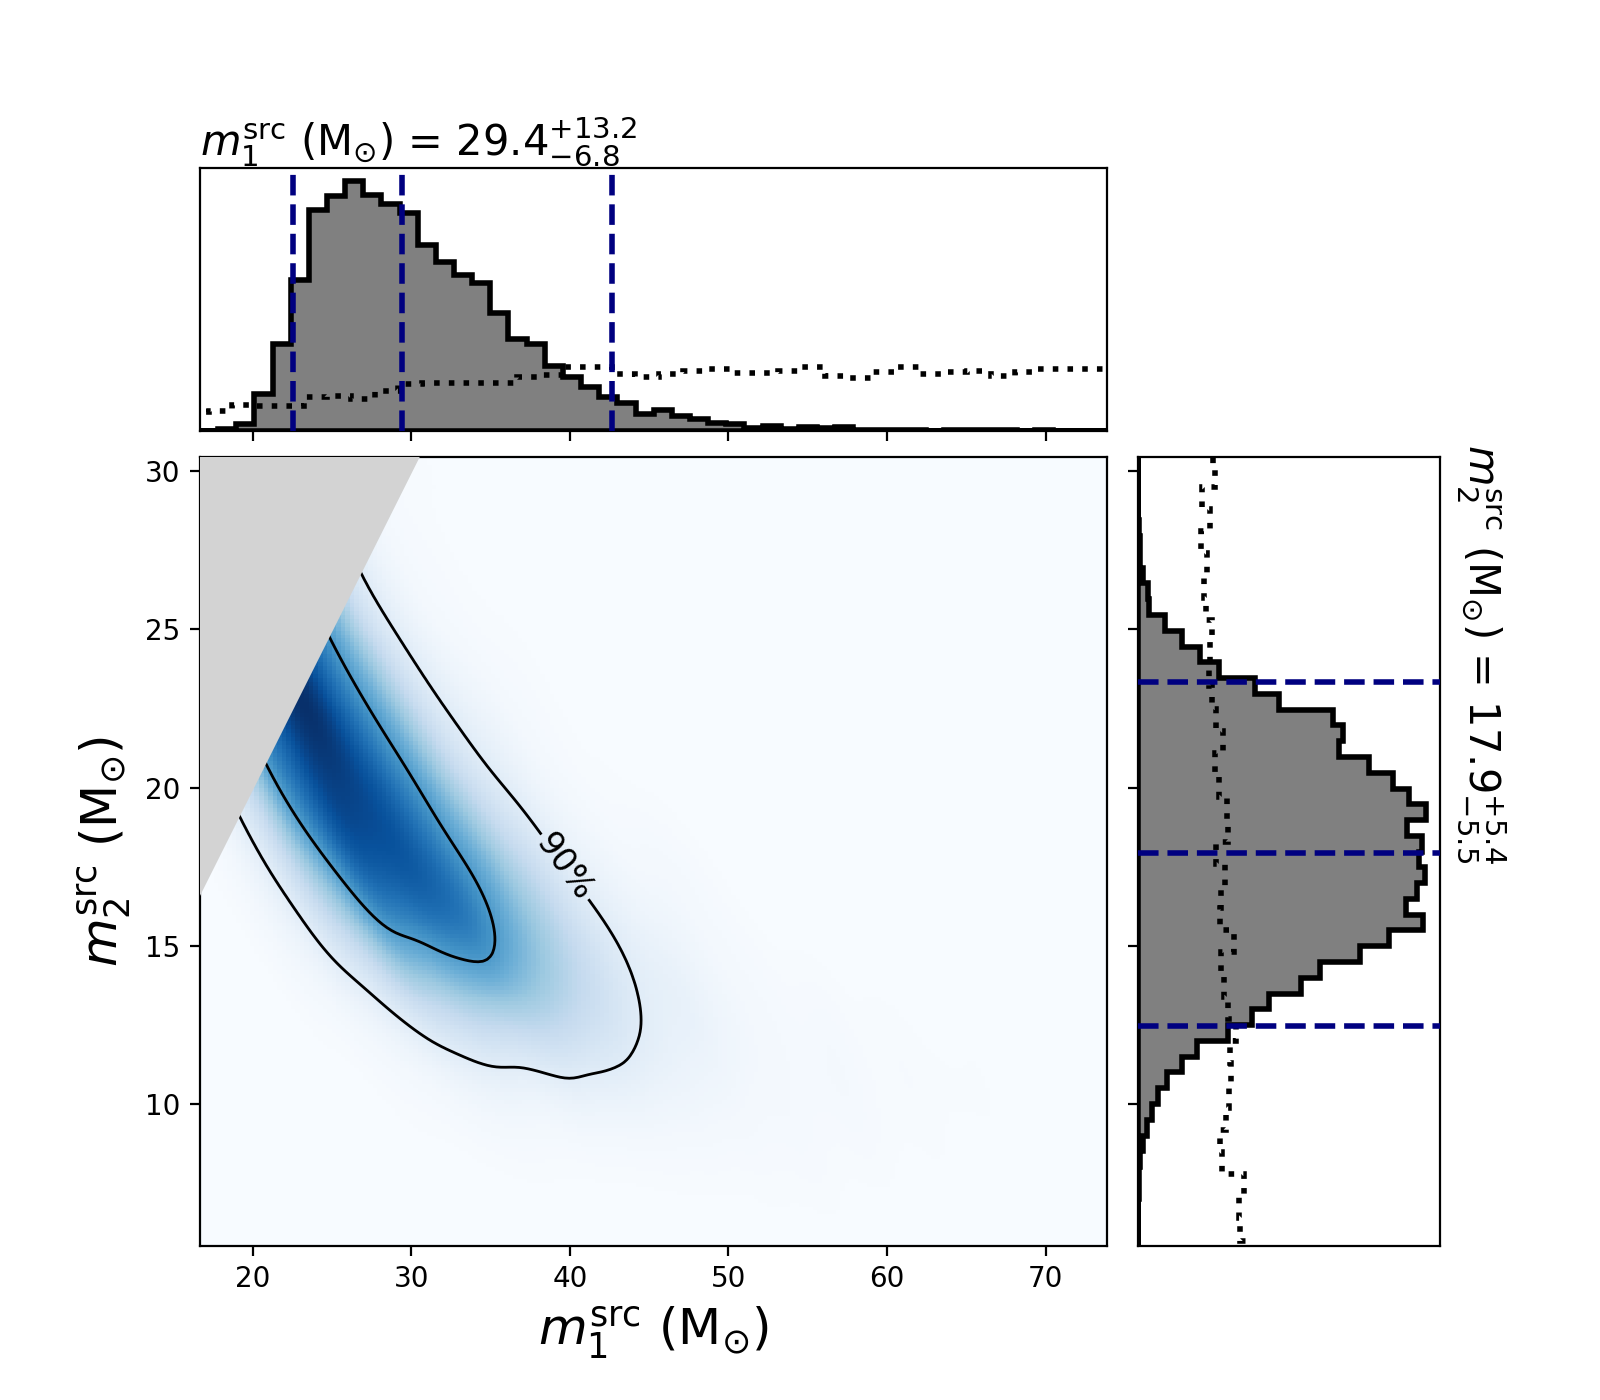 m₁ˢʳᶜ (M⊙) = 29.4⁺¹³·²₋₆.₈
30
25
20
15
10
m₂ˢʳᶜ (M⊙)
90%
m₂ˢʳᶜ (M⊙) = 17.9⁺⁵·⁴₋₅.₅
20 30 40 50 60 70
m₁ˢʳᶜ (M⊙)